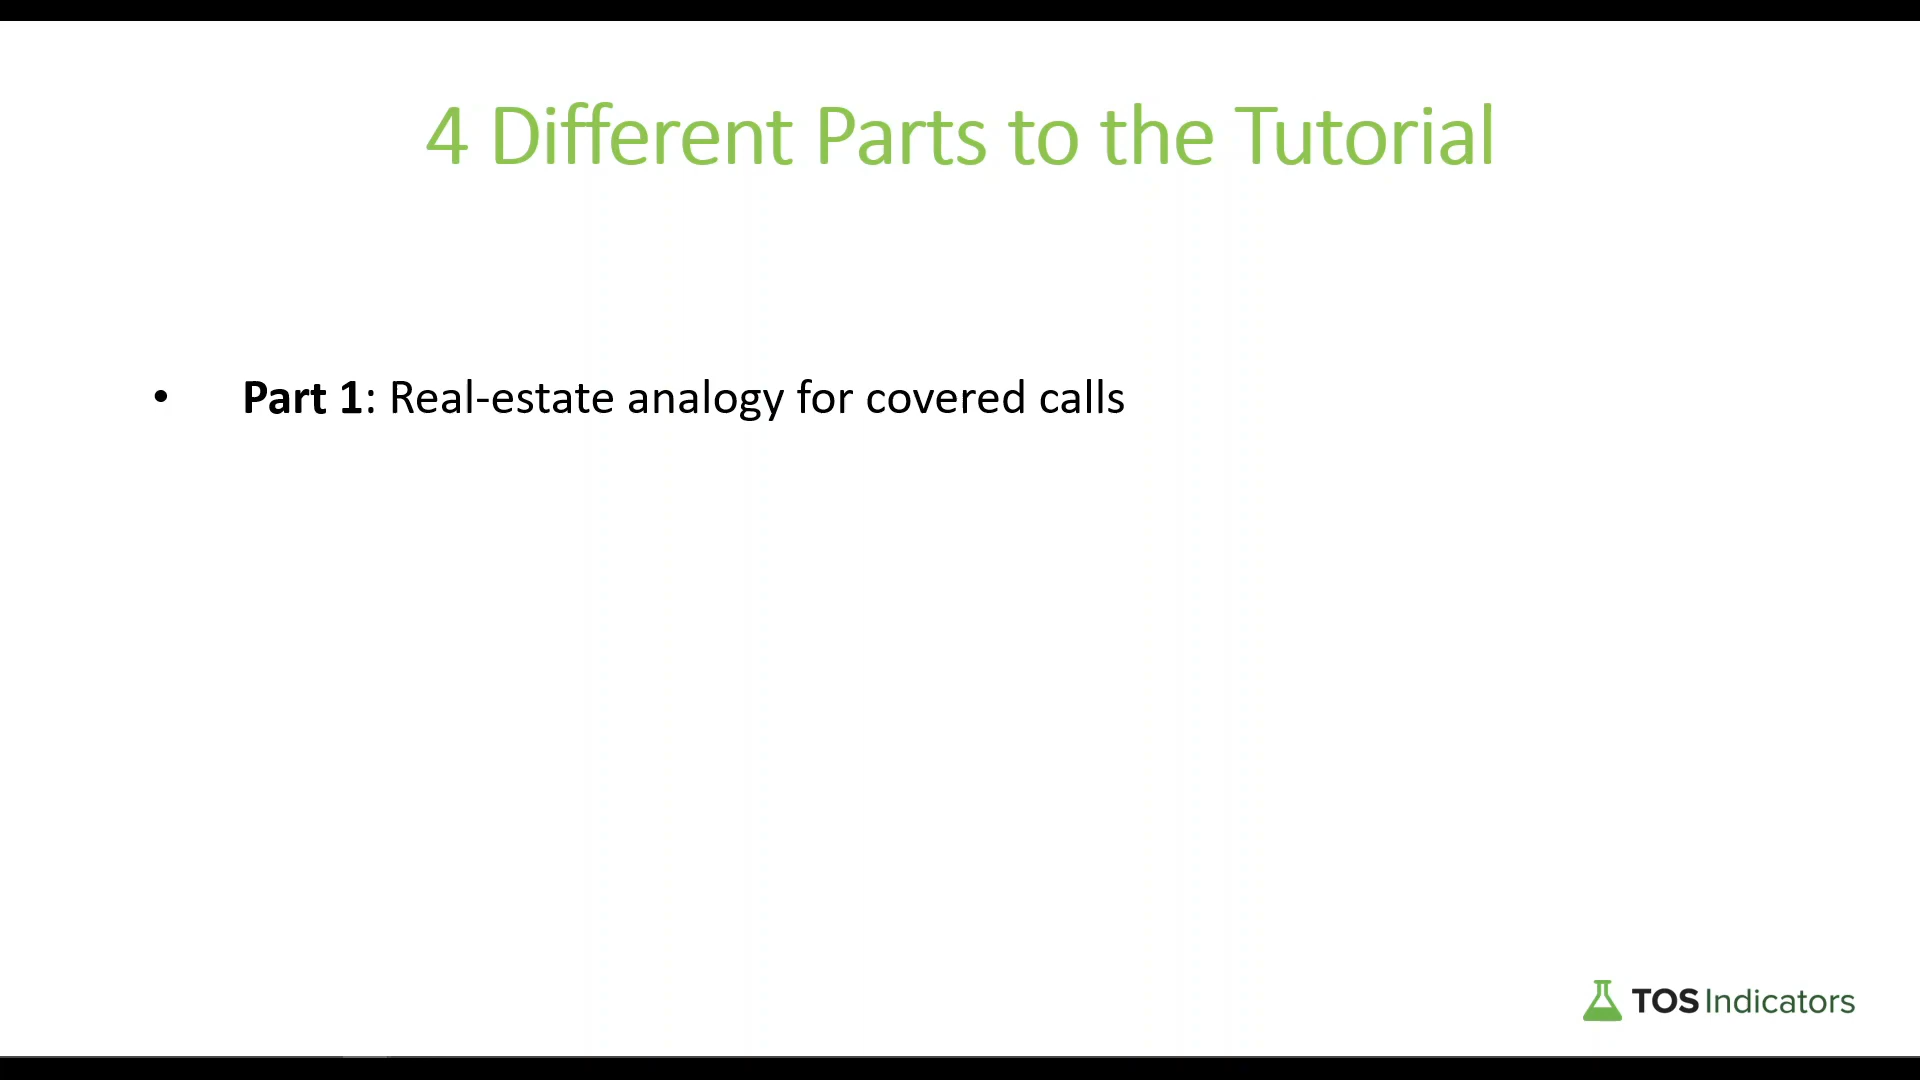 4 Different Parts to the Tutorial
• Part 1: Real-estate analogy for covered calls
TOS Indicators